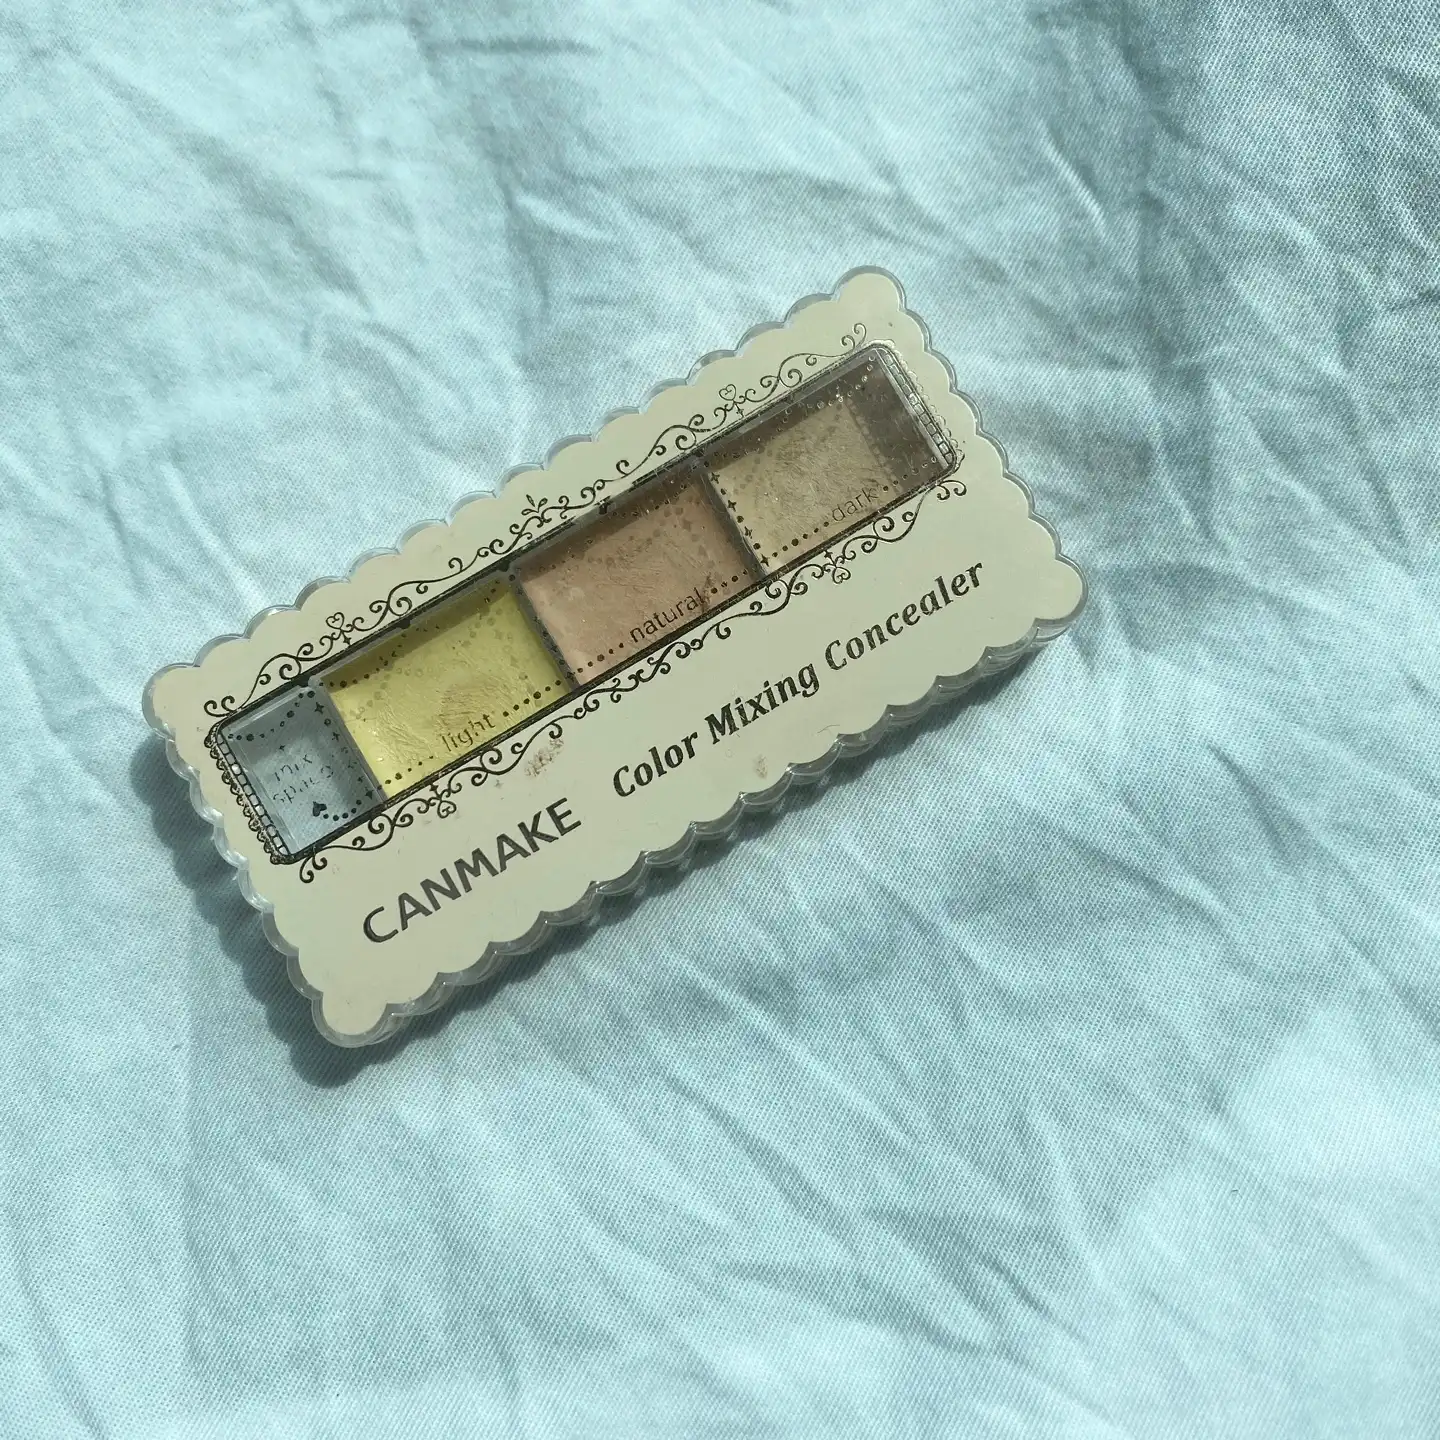 mix
space
light
natural
dark
CANMAKE Color Mixing Concealer